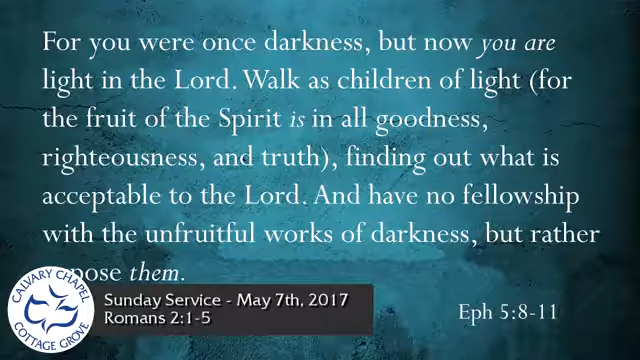 For you were once darkness, but now you are
light in the Lord. Walk as children of light (for
the fruit of the Spirit is in all goodness,
righteousness, and truth), finding out what is
acceptable to the Lord. And have no fellowship
with the unfruitful works of darkness, but rather
pose them.
CALVARY CHAPEL
COTTAGE GROVE
Sunday Service - May 7th, 2017
Romans 2:1-5
Eph 5:8-11